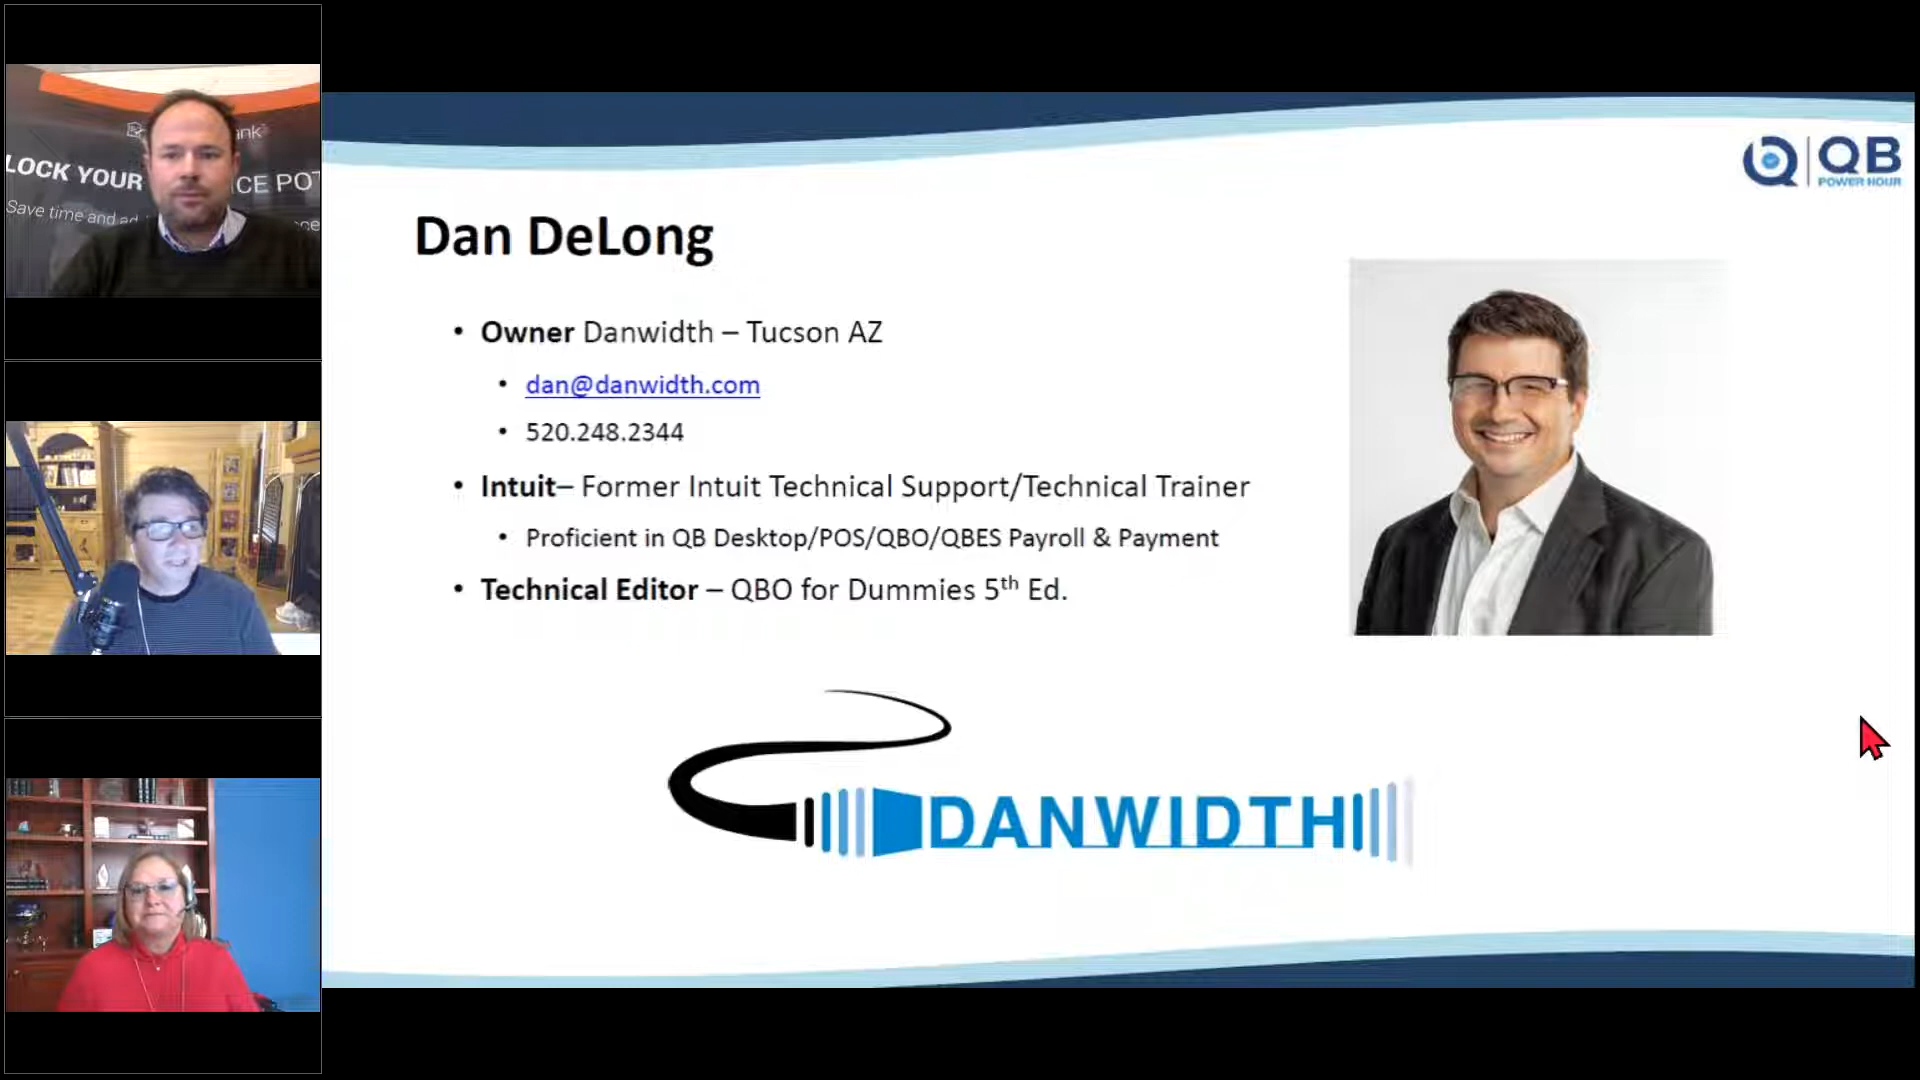 LOCK YOUR
ICE POT
Save time and
QB
POWER HOUR
Dan DeLong
• Owner Danwidth – Tucson AZ
• dan@danwidth.com
• 520.248.2344
• Intuit– Former Intuit Technical Support/Technical Trainer
• Proficient in QB Desktop/POS/QBO/QBES Payroll & Payment
• Technical Editor – QBO for Dummies 5th Ed.
DANWIDTH